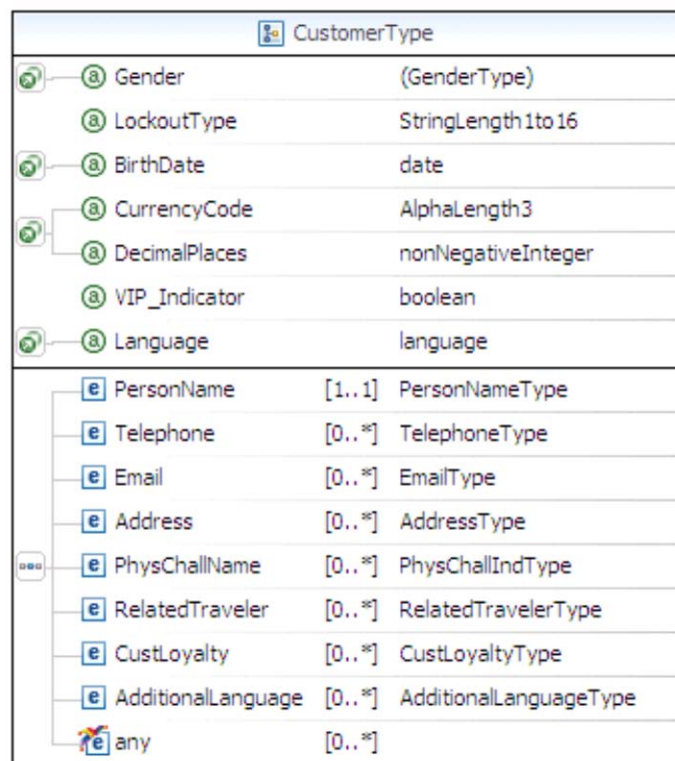 CustomerType
a Gender (GenderType)
a LockoutType StringLength1to16
a BirthDate date
a CurrencyCode AlphaLength3
a DecimalPlaces nonNegativeInteger
a VIP_Indicator boolean
a Language language
e PersonName [1..1] PersonNameType
e Telephone [0..*] TelephoneType
e Email [0..*] EmailType
e Address [0..*] AddressType
e PhysChallName [0..*] PhysChallIndType
e RelatedTraveler [0..*] RelatedTravelerType
e CustLoyalty [0..*] CustLoyaltyType
e AdditionalLanguage [0..*] AdditionalLanguageType
e any [0..*]